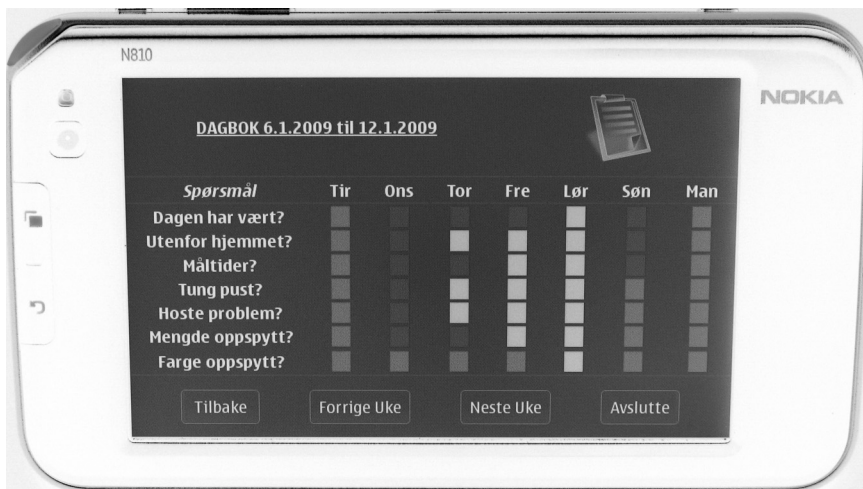 N810
NOKIA
DAGBOK 6.1.2009 til 12.1.2009
Spørsmål Tir Ons Tor Fre Lør Søn Man
Dagen har vært?
Utenfor hjemmet?
Måltider?
Tung pust?
Hoste problem?
Mengde oppspytt?
Farge oppspytt?
Tilbake Forrige Uke Neste Uke Avslutte